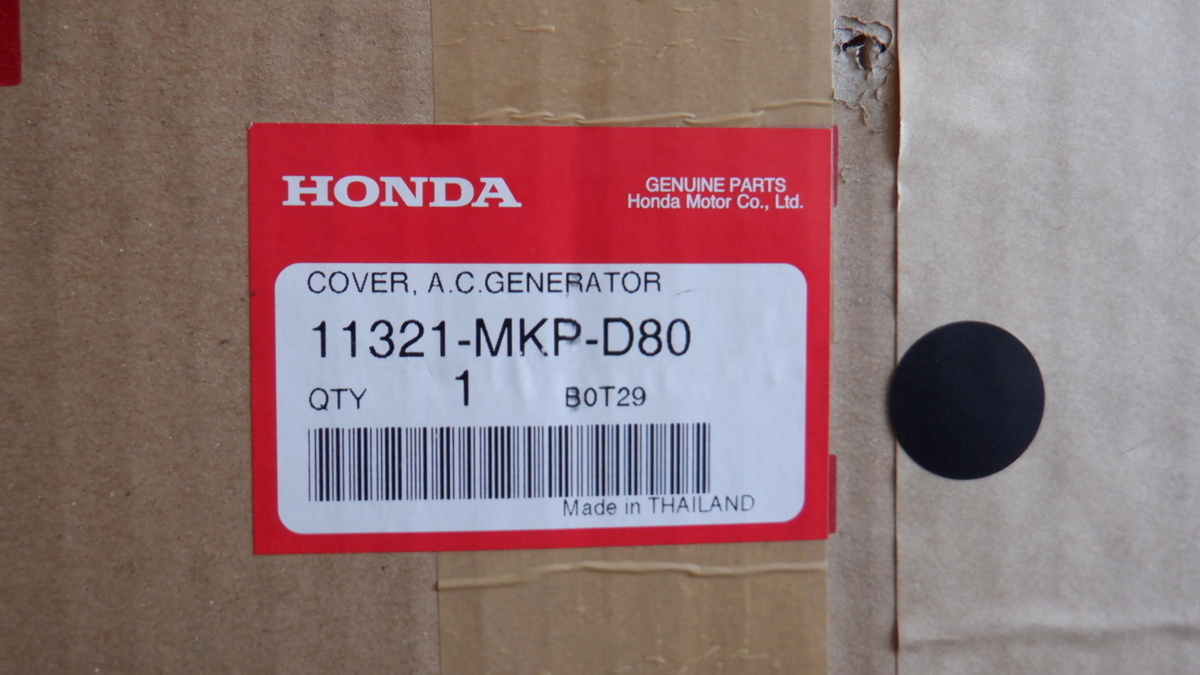 HONDA
GENUINE PARTS
Honda Motor Co., Ltd.
COVER, A.C.GENERATOR
11321-MKP-D80
QTY 1 B0T29
Made in THAILAND